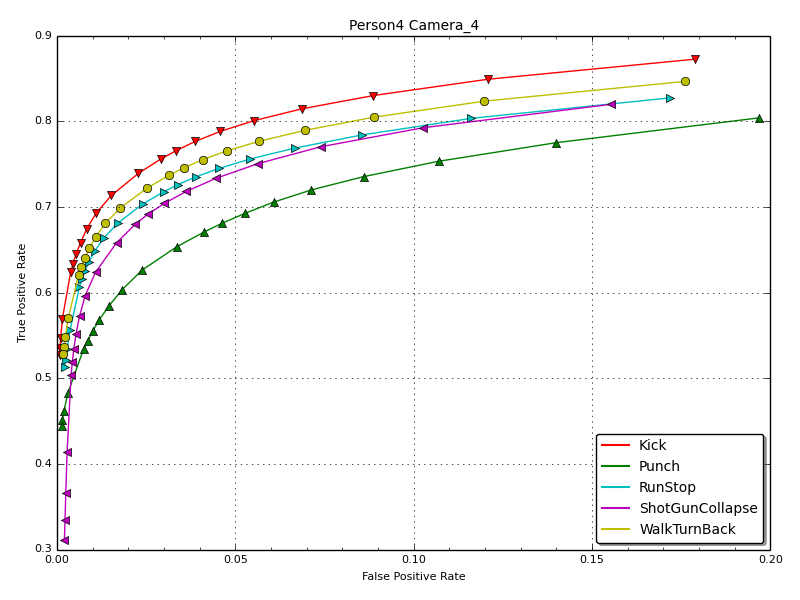 Person4 Camera_4
0.9
0.8
0.7
0.6
0.5
0.4
0.3
True Positive Rate
Kick
Punch
RunStop
ShotGunCollapse
WalkTurnBack
0.00
0.05
0.10
0.15
0.20
False Positive Rate